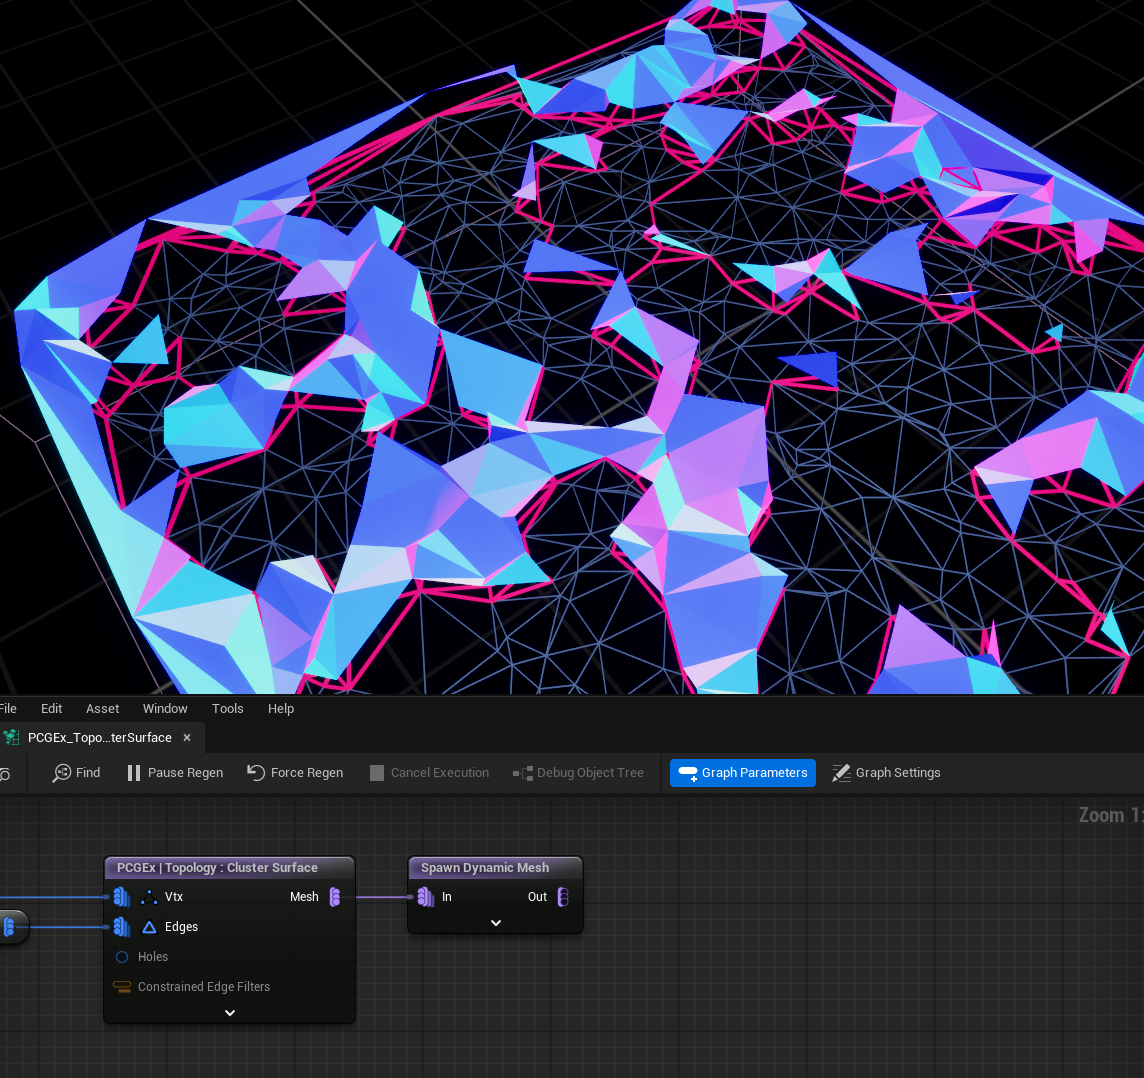 File Edit Asset Window Tools Help
PCGEx_Topo...terSurface
Find Pause Regen Force Regen Cancel Execution Debug Object Tree Graph Parameters Graph Settings
Zoom 1:
PCGEx | Topology : Cluster Surface
Vtx Mesh
Edges
Holes
Constrained Edge Filters
Spawn Dynamic Mesh
In Out